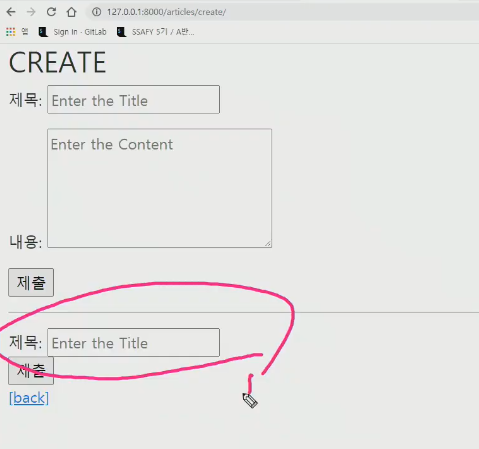 127.0.0.1:8000/articles/create/
앱 Sign in · GitLab SSAFY 5기 / A반...
CREATE
제목: Enter the Title
Enter the Content
내용:
제출
제목: Enter the Title
제출
[back]